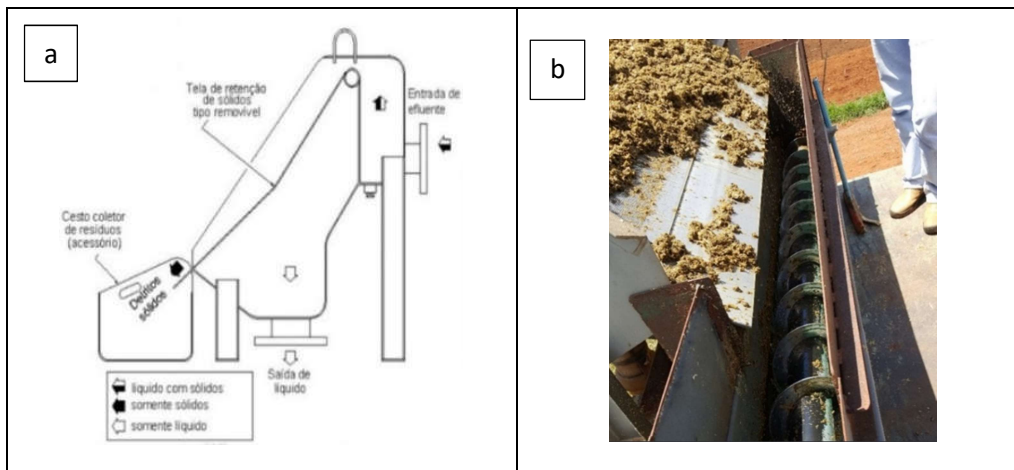 a
Tela de retenção
de sólidos
tipo removível
Entrada de
efluente
Cesto coletor
de resíduos
(acessório)
Detritos
sólidos
Saída de
líquido
líquido com sólidos
somente sólidos
somente líquido
b